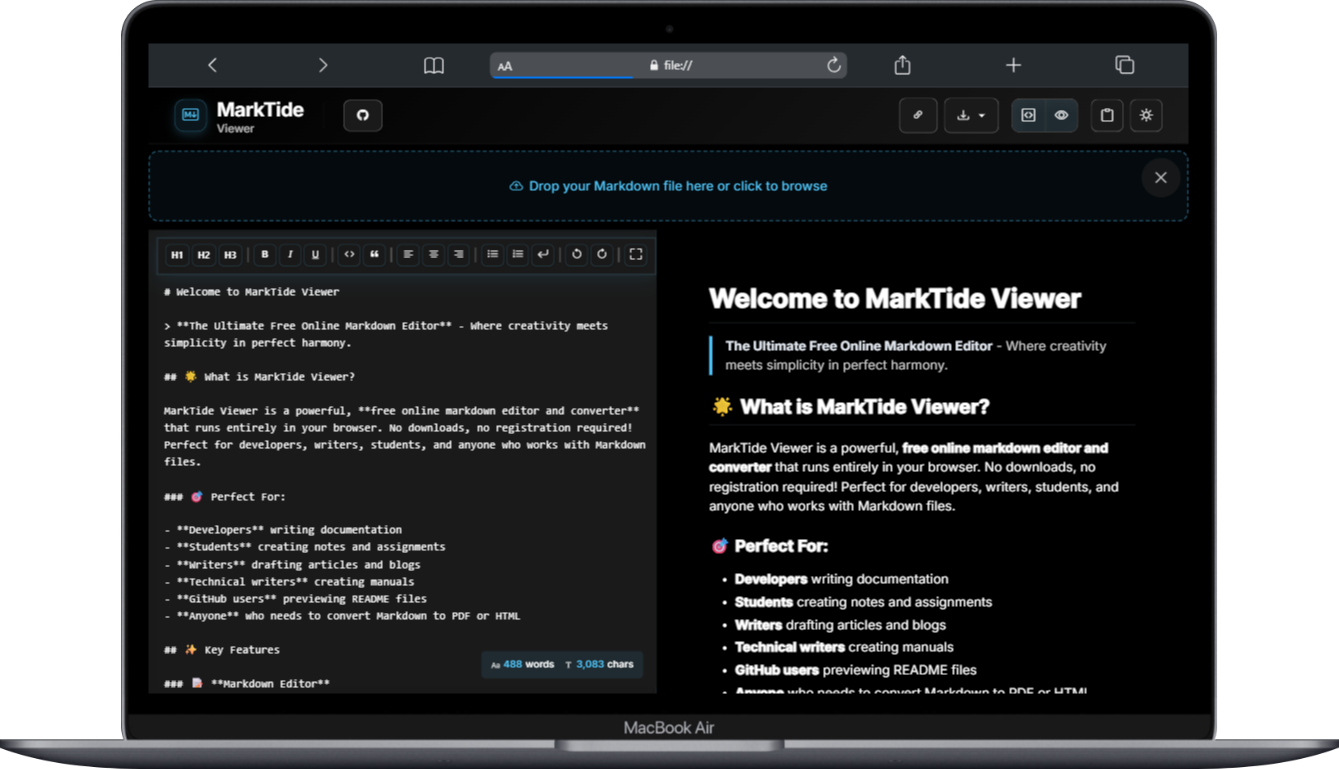 AA file://
MarkTide
Viewer
M↓
Drop your Markdown file here or click to browse
H1 H2 H3 B I U
# Welcome to MarkTide Viewer
> **The Ultimate Free Online Markdown Editor** - Where creativity meets
simplicity in perfect harmony.
## 🌟 What is MarkTide Viewer?
MarkTide Viewer is a powerful, **free online markdown editor and converter**
that runs entirely in your browser. No downloads, no registration required!
Perfect for developers, writers, students, and anyone who works with Markdown
files.
### 🎯 Perfect For:
- **Developers** writing documentation
- **Students** creating notes and assignments
- **Writers** drafting articles and blogs
- **Technical writers** creating manuals
- **GitHub users** previewing README files
- **Anyone** who needs to convert Markdown to PDF or HTML
## ✨ Key Features
### 📝 **Markdown Editor**
Aa 488 words T 3,083 chars
Welcome to MarkTide Viewer
The Ultimate Free Online Markdown Editor - Where creativity
meets simplicity in perfect harmony.
🌟 What is MarkTide Viewer?
MarkTide Viewer is a powerful, free online markdown editor and
converter that runs entirely in your browser. No downloads, no
registration required! Perfect for developers, writers, students, and
anyone who works with Markdown files.
🎯 Perfect For:
• Developers writing documentation
• Students creating notes and assignments
• Writers drafting articles and blogs
• Technical writers creating manuals
• GitHub users previewing README files
• Anyone who needs to convert Markdown to PDF or HTML
MacBook Air